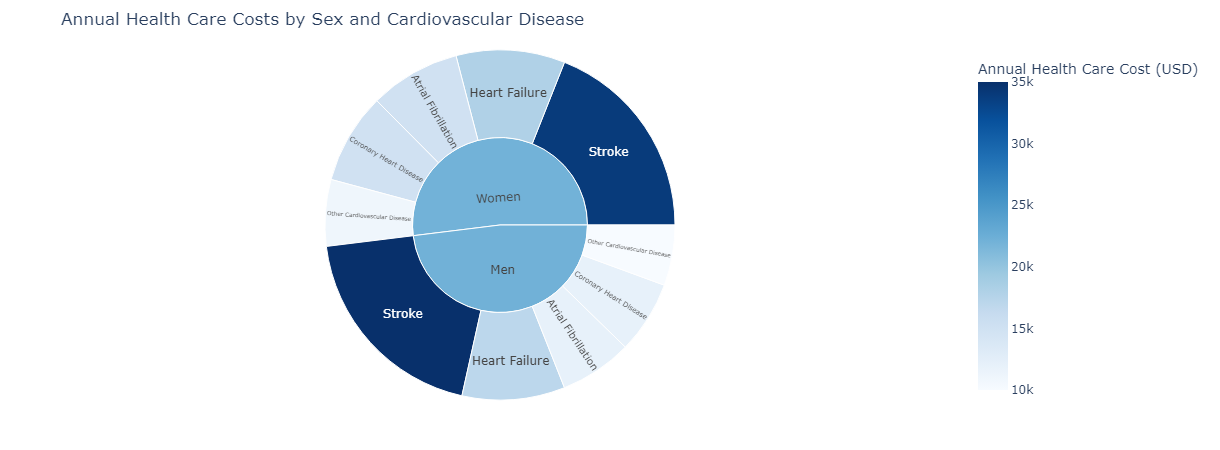 Annual Health Care Costs by Sex and Cardiovascular Disease
Annual Health Care Cost (USD)
35k
30k
25k
20k
15k
10k
Women
Stroke
Heart Failure
Atrial Fibrillation
Coronary Heart Disease
Other Cardiovascular Disease
Men
Stroke
Heart Failure
Atrial Fibrillation
Coronary Heart Disease
Other Cardiovascular Disease